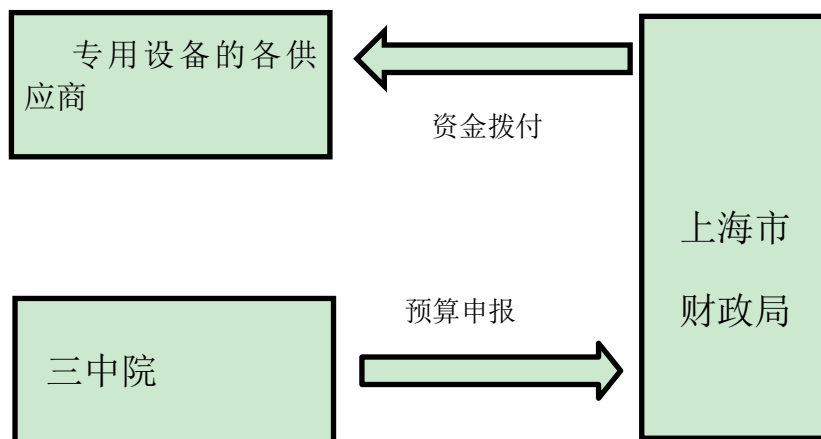 专用设备的各供
应商
资金拨付
上海市
财政局
预算申报
三中院